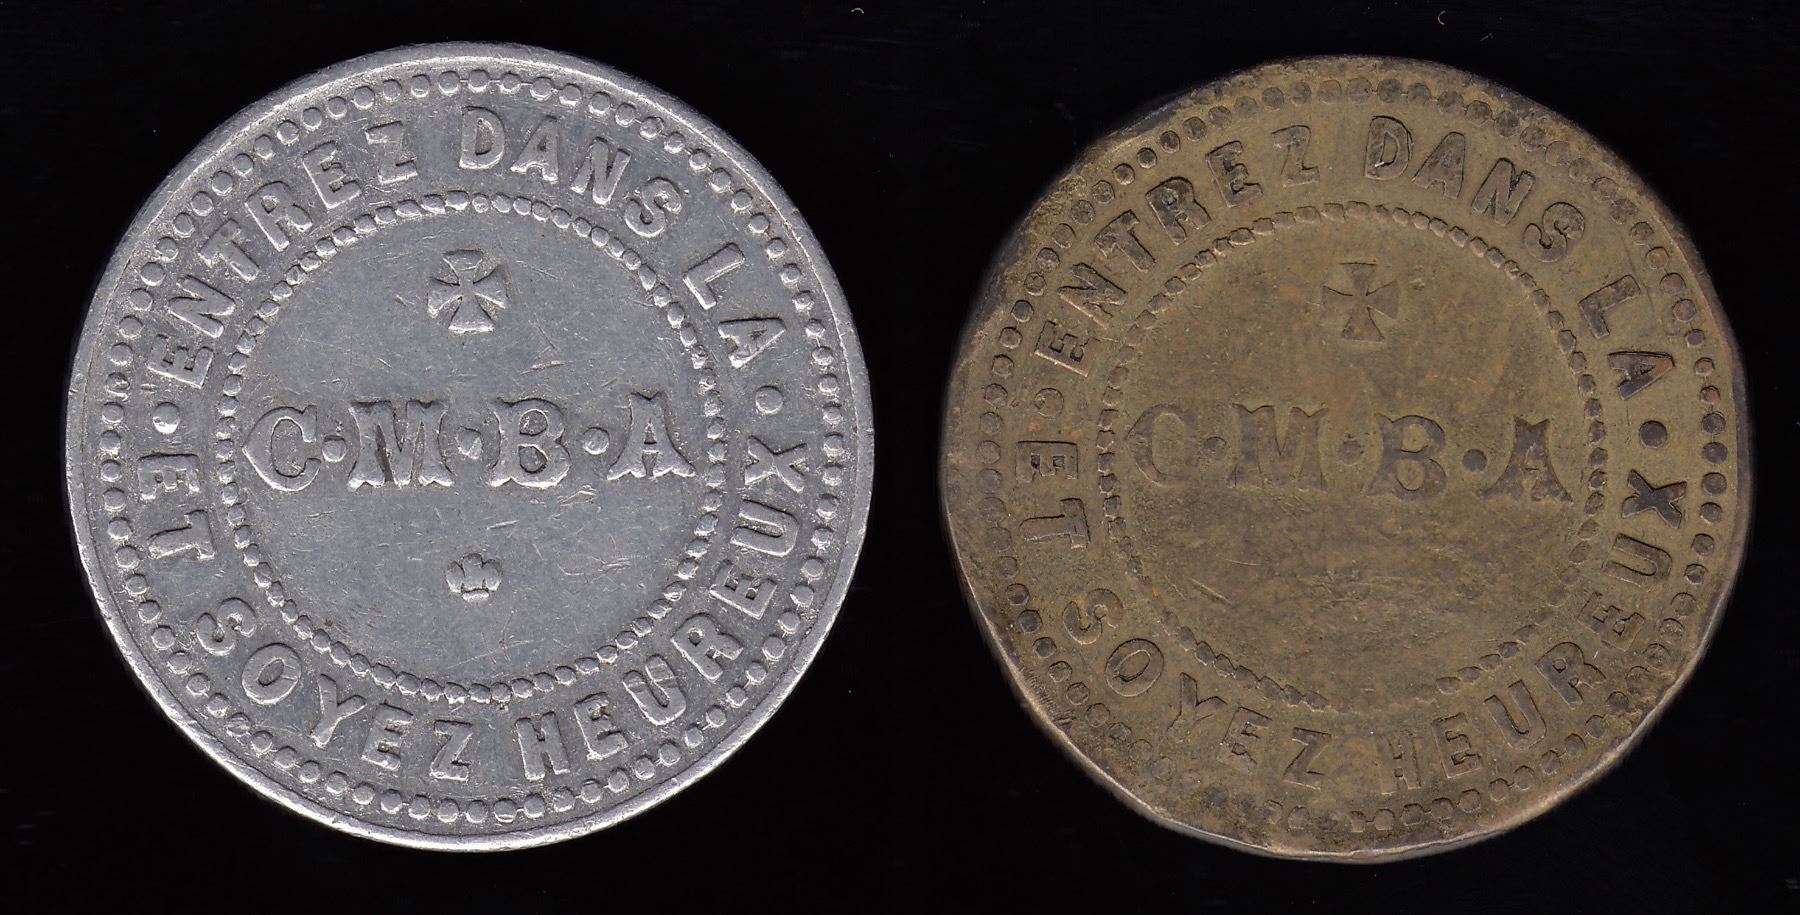 · ENTREZ DANS LA ·
C·M·B·A
· ET SOYEZ HEUREUX
· ENTREZ DANS LA ·
C·M·B·A
· ET SOYEZ HEUREUX